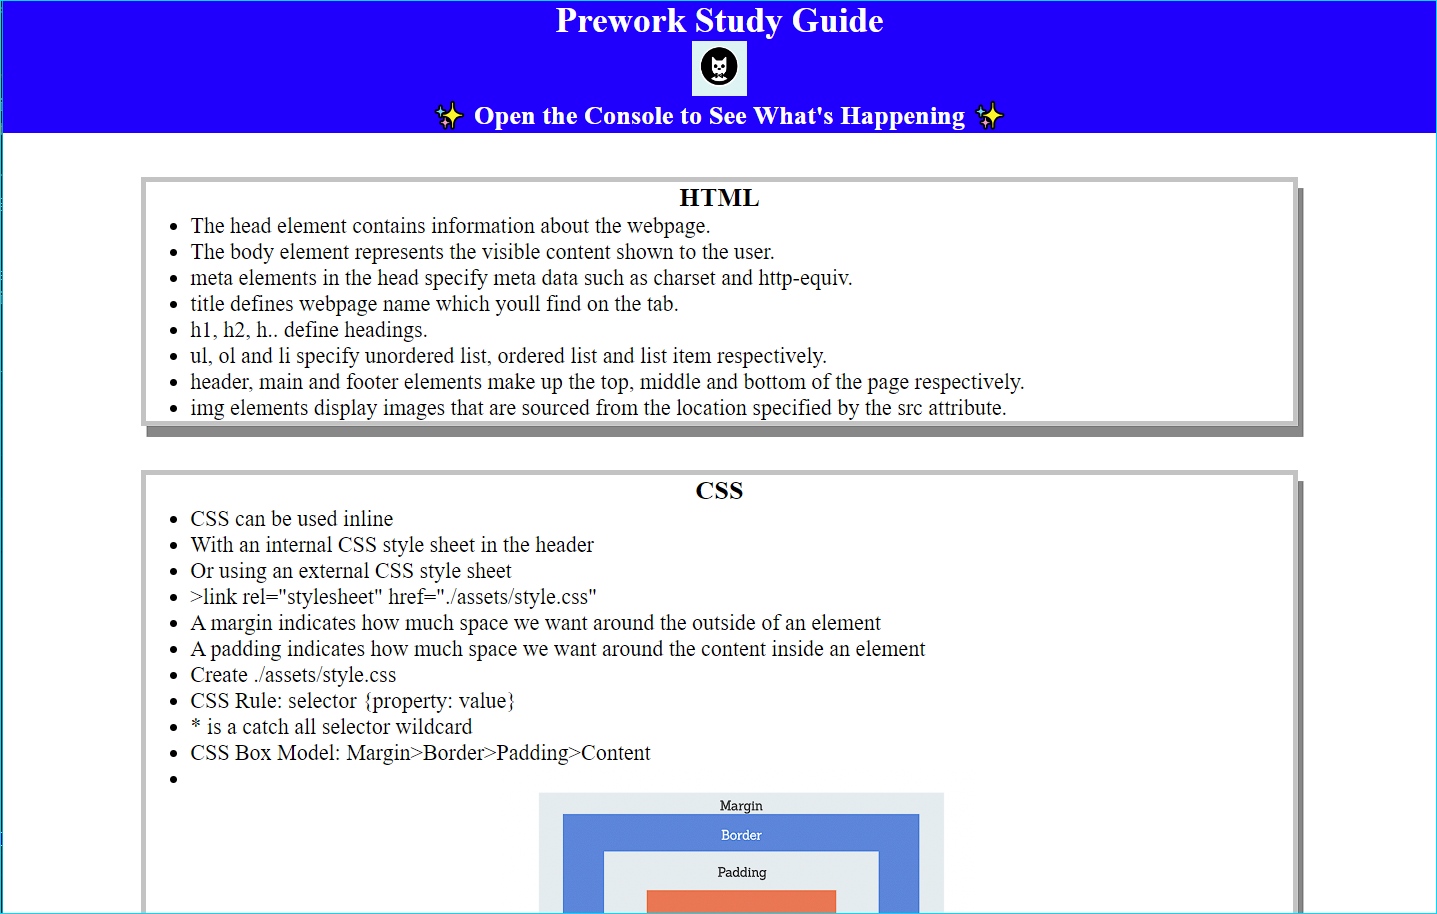 Prework Study Guide
✨ Open the Console to See What's Happening ✨
HTML
• The head element contains information about the webpage.
• The body element represents the visible content shown to the user.
• meta elements in the head specify meta data such as charset and http-equiv.
• title defines webpage name which youll find on the tab.
• h1, h2, h.. define headings.
• ul, ol and li specify unordered list, ordered list and list item respectively.
• header, main and footer elements make up the top, middle and bottom of the page respectively.
• img elements display images that are sourced from the location specified by the src attribute.
CSS
• CSS can be used inline
• With an internal CSS style sheet in the header
• Or using an external CSS style sheet
• >link rel="stylesheet" href="./assets/style.css"
• A margin indicates how much space we want around the outside of an element
• A padding indicates how much space we want around the content inside an element
• Create ./assets/style.css
• CSS Rule: selector {property: value}
• * is a catch all selector wildcard
• CSS Box Model: Margin>Border>Padding>Content
•
Margin
Border
Padding